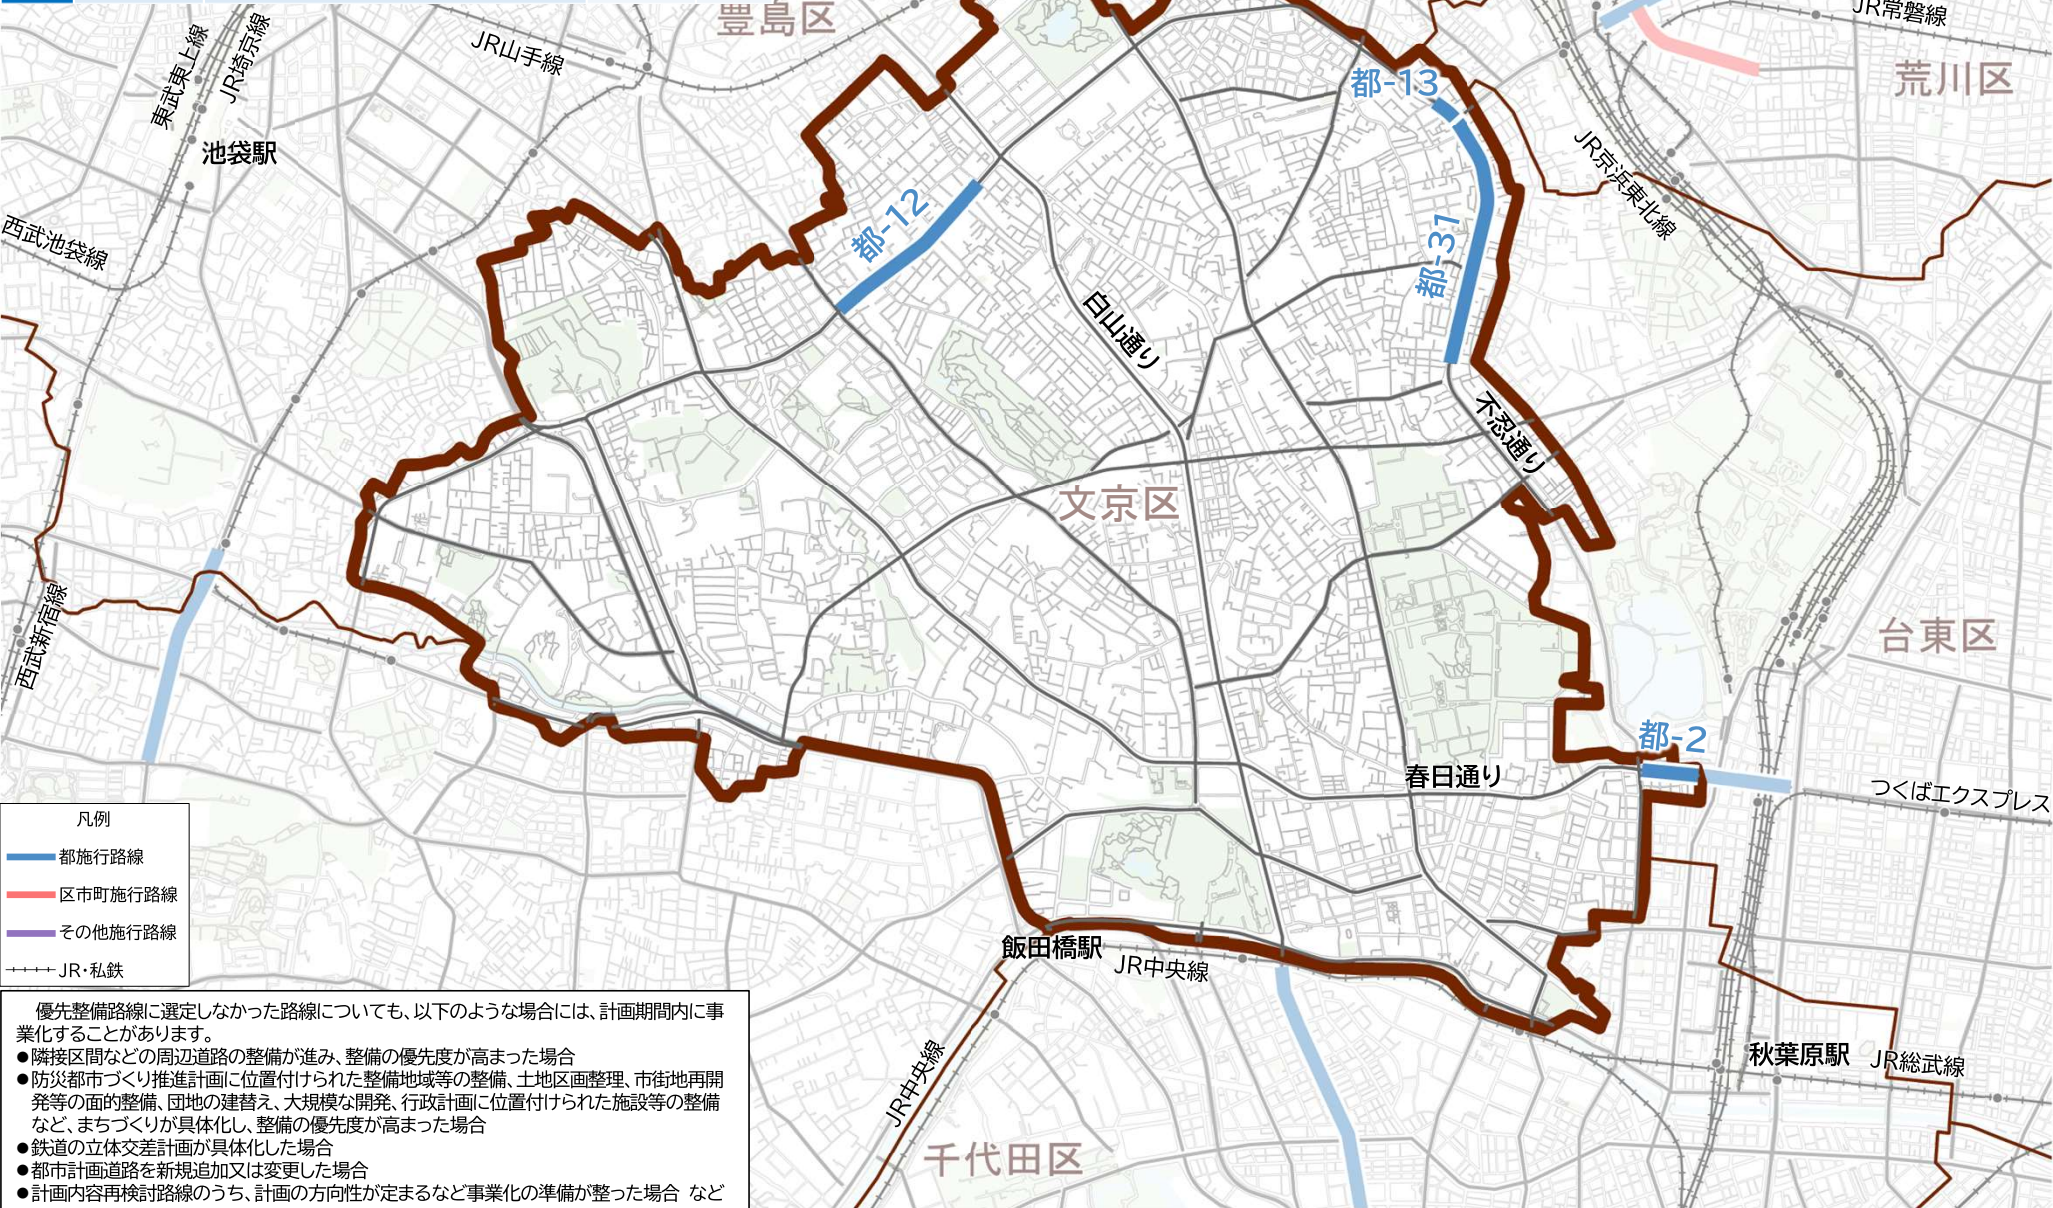 豊島区
JR常磐線
東武東上線
JR埼京線
JR山手線
荒川区
都-13
池袋駅
JR京浜東北線
都-12
西武池袋線
都-31
白山通り
不忍通り
文京区
西武新宿線
台東区
都-2
春日通り
つくばエクスプレス
凡例
都施行路線
区市町施行路線
その他施行路線
JR・私鉄
飯田橋駅
JR中央線
JR中央線
秋葉原駅
JR総武線
千代田区
優先整備路線に選定しなかった路線についても、以下のような場合には、計画期間内に事
業化することがあります。
●隣接区間などの周辺道路の整備が進み、整備の優先度が高まった場合
●防災都市づくり推進計画に位置付けられた整備地域等の整備、土地区画整理、市街地再開
発等の面的整備、団地の建替え、大規模な開発、行政計画に位置付けられた施設等の整備
など、まちづくりが具体化し、整備の優先度が高まった場合
●鉄道の立体交差計画が具体化した場合
●都市計画道路を新規追加又は変更した場合
●計画内容再検討路線のうち、計画の方向性が定まるなど事業化の準備が整った場合 など